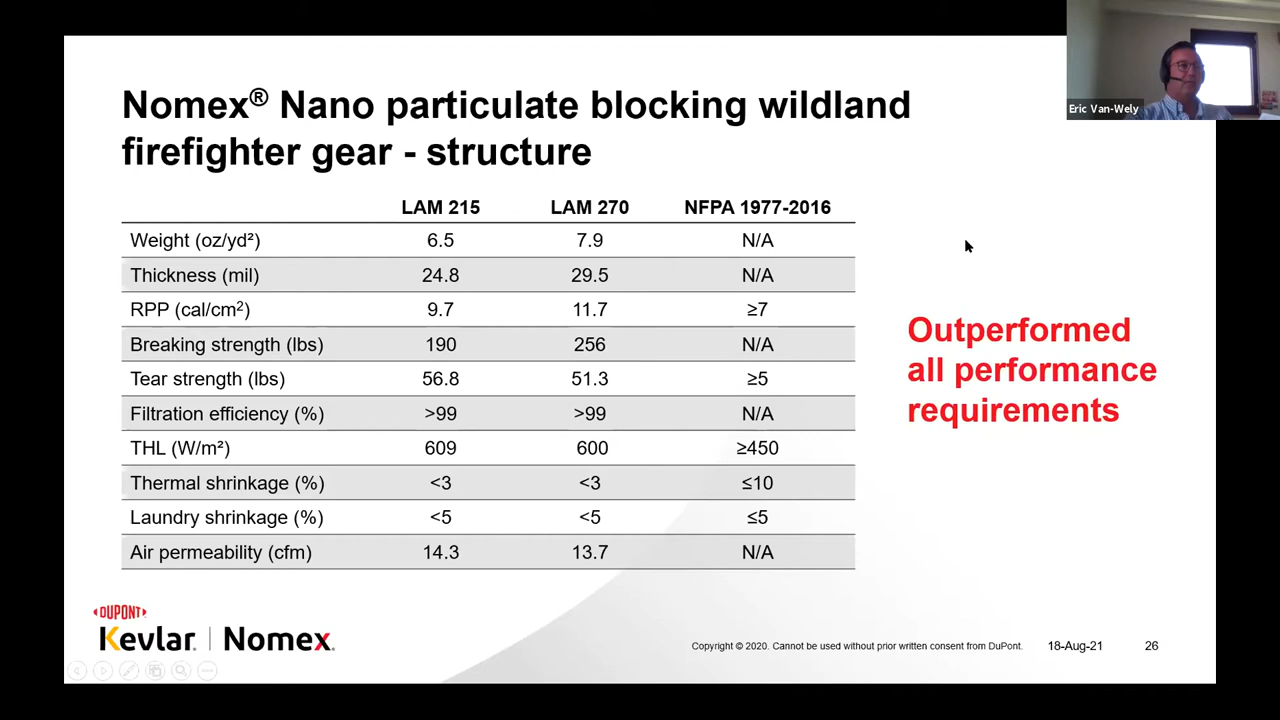 Eric Van-Wely
Nomex® Nano particulate blocking wildland
firefighter gear - structure
LAM 215 LAM 270 NFPA 1977-2016
Weight (oz/yd²) 6.5 7.9 N/A
Thickness (mil) 24.8 29.5 N/A
RPP (cal/cm²) 9.7 11.7 ≥7
Breaking strength (lbs) 190 256 N/A
Tear strength (lbs) 56.8 51.3 ≥5
Filtration efficiency (%) >99 >99 N/A
THL (W/m²) 609 600 ≥450
Thermal shrinkage (%) <3 <3 ≤10
Laundry shrinkage (%) <5 <5 ≤5
Air permeability (cfm) 14.3 13.7 N/A
Outperformed
all performance
requirements
DUPONT
Kevlar® | Nomex®
Copyright © 2020. Cannot be used without prior written consent from DuPont. 18-Aug-21 26